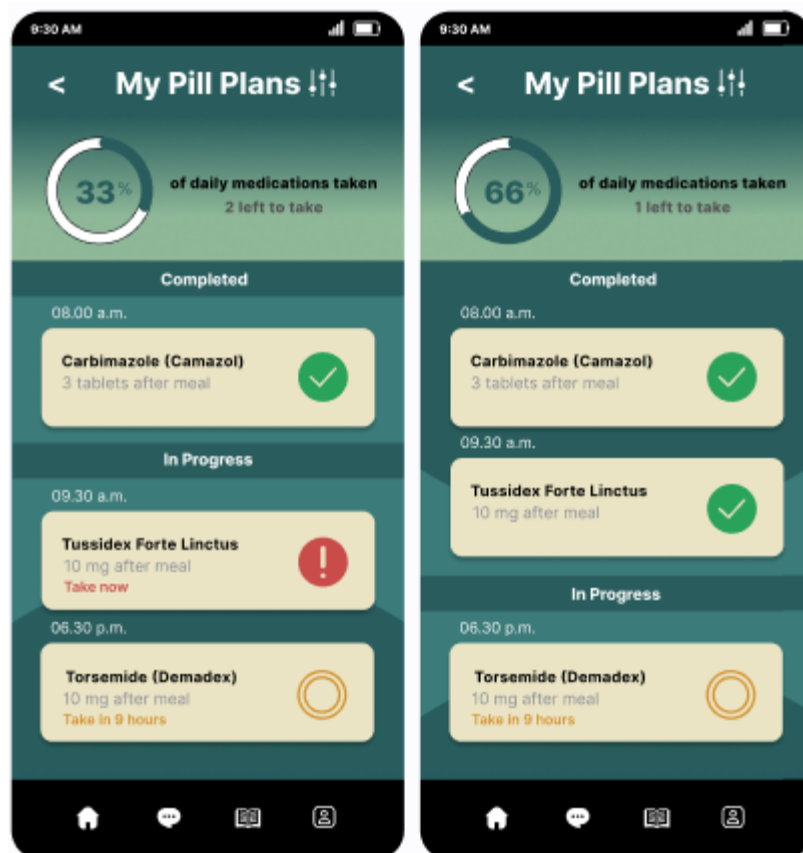 9:30 AM
My Pill Plans
33%
of daily medications taken
2 left to take
Completed
08.00 a.m.
Carbimazole (Camazol)
3 tablets after meal
In Progress
09.30 a.m.
Tussidex Forte Linctus
10 mg after meal
Take now
06.30 p.m.
Torsemide (Demadex)
10 mg after meal
Take in 9 hours
9:30 AM
My Pill Plans
66%
of daily medications taken
1 left to take
Completed
08.00 a.m.
Carbimazole (Camazol)
3 tablets after meal
09.30 a.m.
Tussidex Forte Linctus
10 mg after meal
In Progress
06.30 p.m.
Torsemide (Demadex)
10 mg after meal
Take in 9 hours